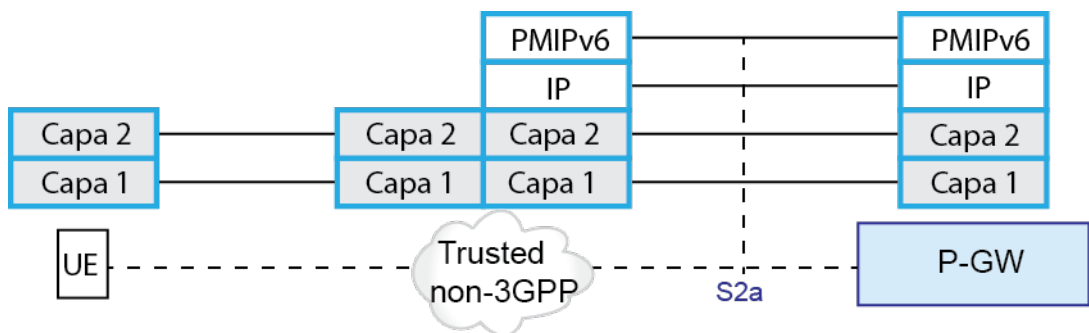 PMIPv6 PMIPv6
IP IP
Capa 2 Capa 2 Capa 2 Capa 2
Capa 1 Capa 1 Capa 1 Capa 1
UE
Trusted
non-3GPP
S2a
P-GW